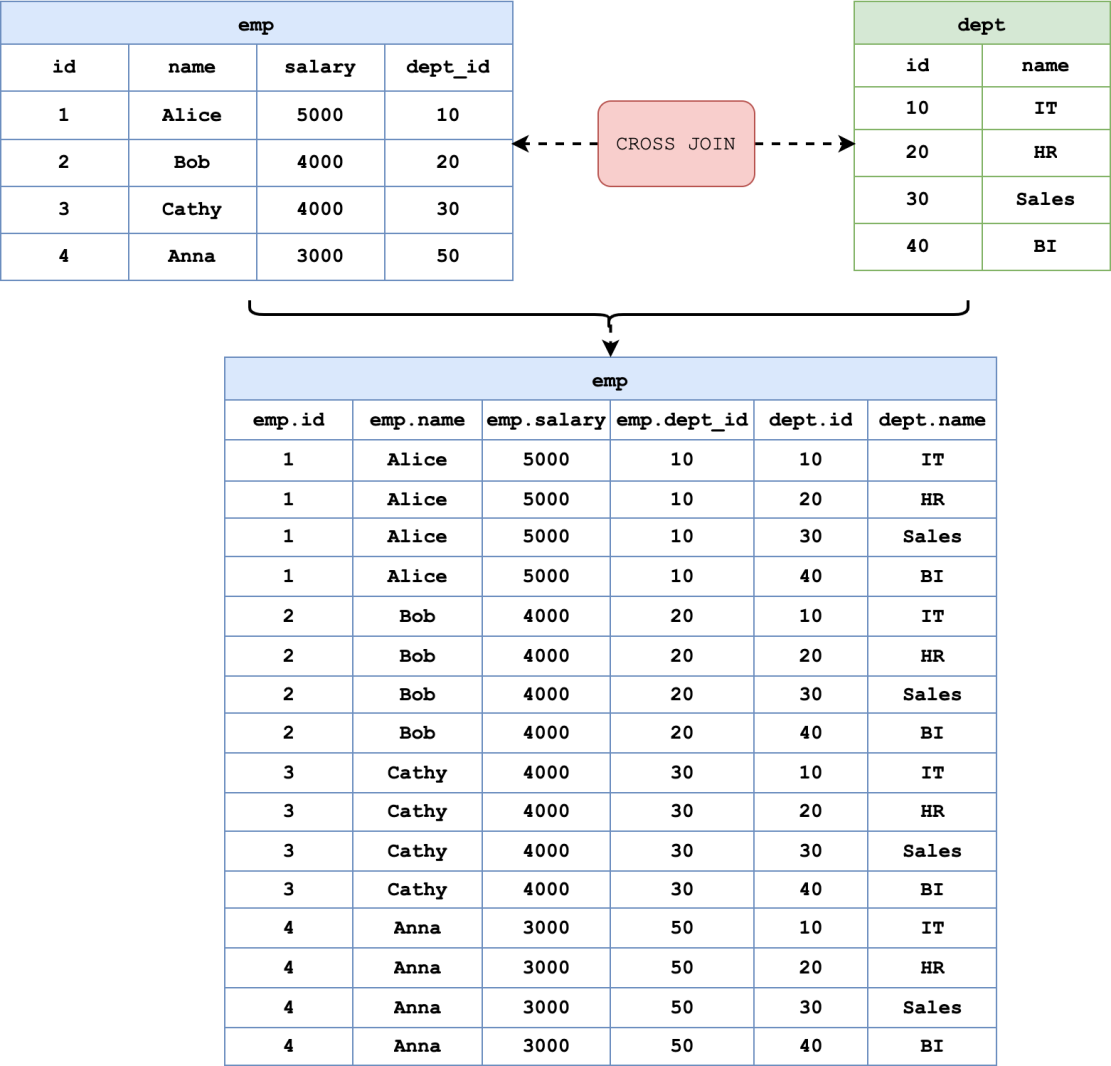 emp
id name salary dept_id
1 Alice 5000 10
2 Bob 4000 20
3 Cathy 4000 30
4 Anna 3000 50
CROSS JOIN
dept
id name
10 IT
20 HR
30 Sales
40 BI
emp
emp.id emp.name emp.salary emp.dept_id dept.id dept.name
1 Alice 5000 10 10 IT
1 Alice 5000 10 20 HR
1 Alice 5000 10 30 Sales
1 Alice 5000 10 40 BI
2 Bob 4000 20 10 IT
2 Bob 4000 20 20 HR
2 Bob 4000 20 30 Sales
2 Bob 4000 20 40 BI
3 Cathy 4000 30 10 IT
3 Cathy 4000 30 20 HR
3 Cathy 4000 30 30 Sales
3 Cathy 4000 30 40 BI
4 Anna 3000 50 10 IT
4 Anna 3000 50 20 HR
4 Anna 3000 50 30 Sales
4 Anna 3000 50 40 BI